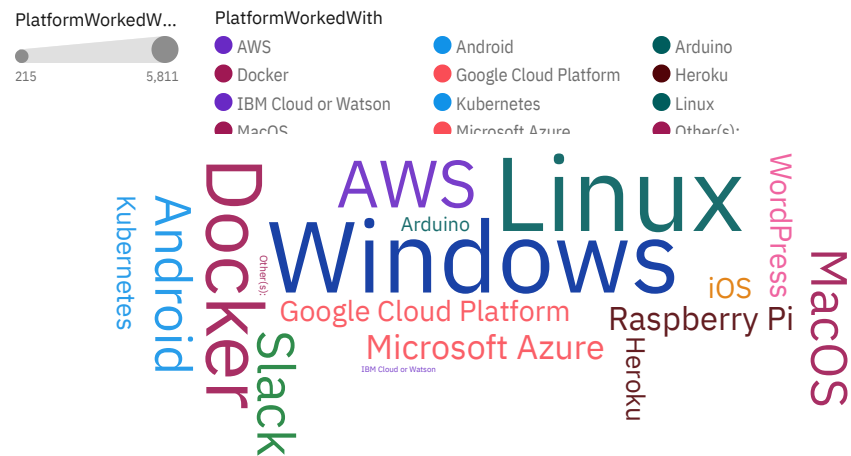 PlatformWorkedW...
215
5,811
PlatformWorkedWith
AWS
Android
Arduino
Docker
Google Cloud Platform
Heroku
IBM Cloud or Watson
Kubernetes
Linux
MacOS
Microsoft Azure
Other(s):
Kubernetes
Android
Docker
Other(s):
Slack
AWS
Linux
Arduino
Windows
Google Cloud Platform
Microsoft Azure
IBM Cloud or Watson
WordPress
iOS
Raspberry Pi
Heroku
MacOS